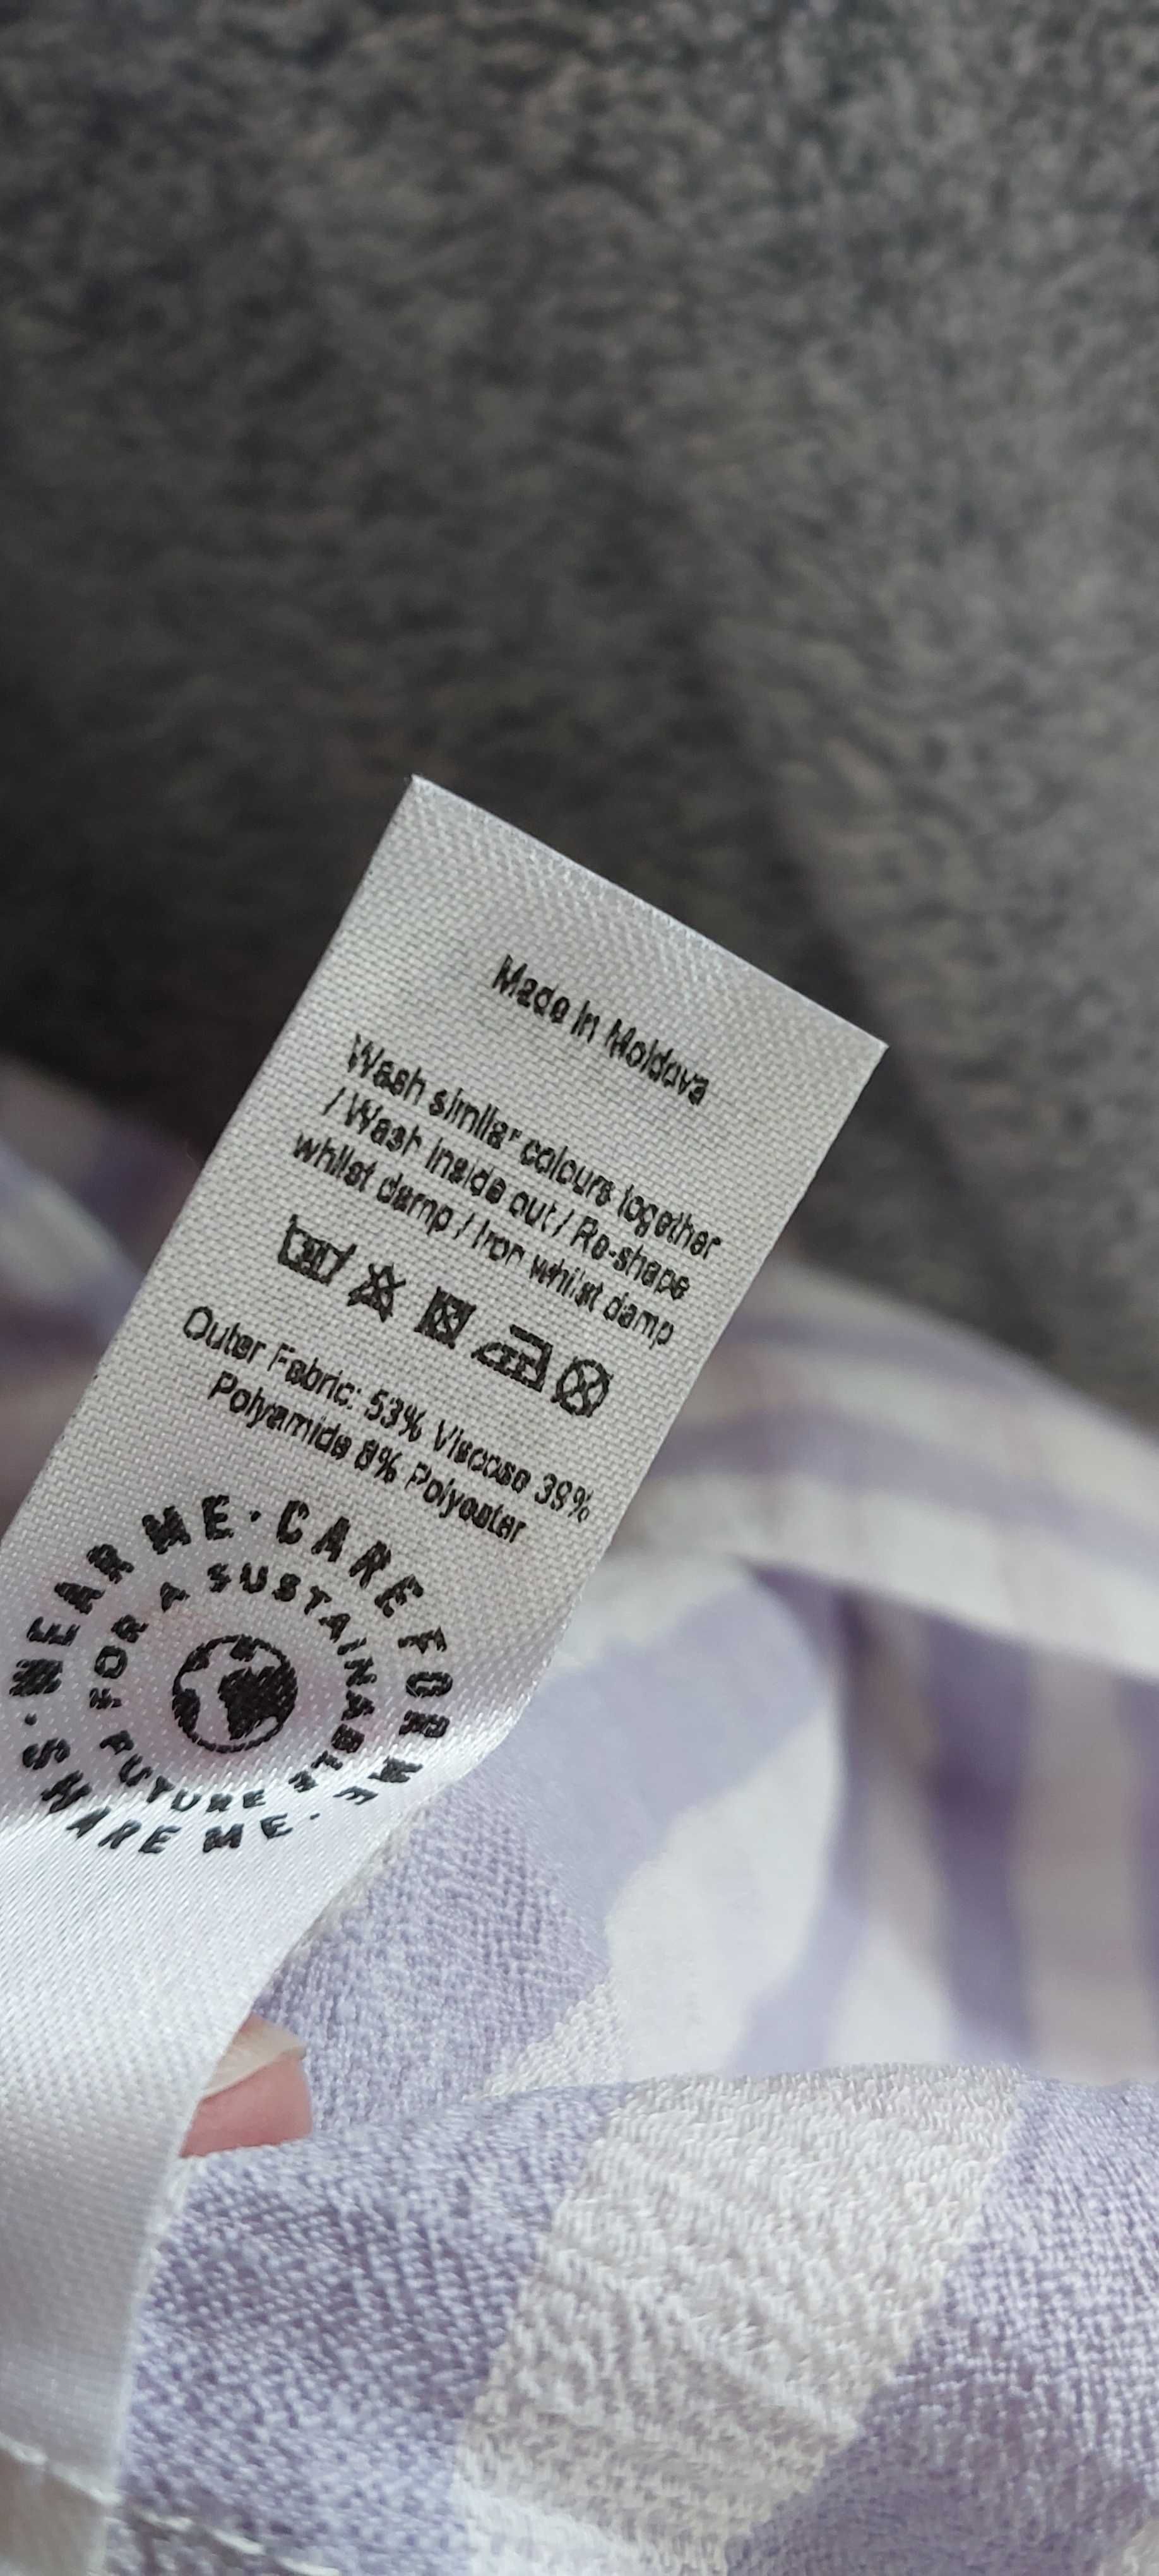 Made in Moldova
Wash similar colours together
/ Wash inside out / Re-shape
whilst damp / Iron whilst damp
Outer Fabric: 53% Viscose 39%
Polyamide 8% Polyester
WEAR ME · CARE FOR ME · SHARE ME ·
FOR A SUSTAINABLE FUTURE